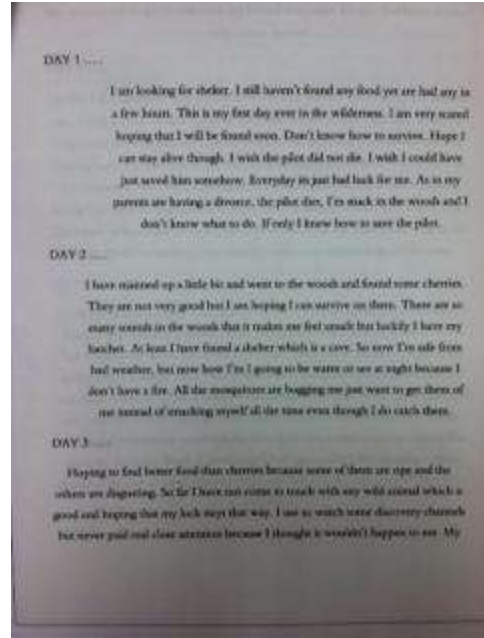 DAY 1 ....
I am looking for shelter. I still haven't found any food yet are had any in
a few hours. This is my first day ever in the wilderness. I am very scared
hoping that I will be found soon. Don't know how to survive. Hope I
can stay alive though. I wish the pilot did not die. I wish I could have
just saved him somehow. Everyday is just bad luck for me. As in my
parents are having a divorce, the pilot dies, I'm stuck in the woods and I
don't know what to do. If only I knew how to save the pilot.
DAY 2 ....
I have manned up a little bit and went to the woods and found some cherries.
They are not very good but I am hoping I can survive on them. There are so
many sounds in the woods that it makes me feel small but luckily I have my
hatchet. At least I have found a shelter which is a cave. So now I'm safe from
bad weather, but now how I'm I going to be water or see at night because I
don't have a fire. All the mosquitoes are bugging me just want to get them of
me instead of smacking myself all the time even though I do catch them.
DAY 3
Hoping to find better food than cherries because some of them are ripe and the
others are disgusting. So far I have not come to touch with any wild animal which is
good and hoping that my luck stays that way. I use to watch some discovery channels
but never paid real close attention because I thought it wouldn't happen to me. My